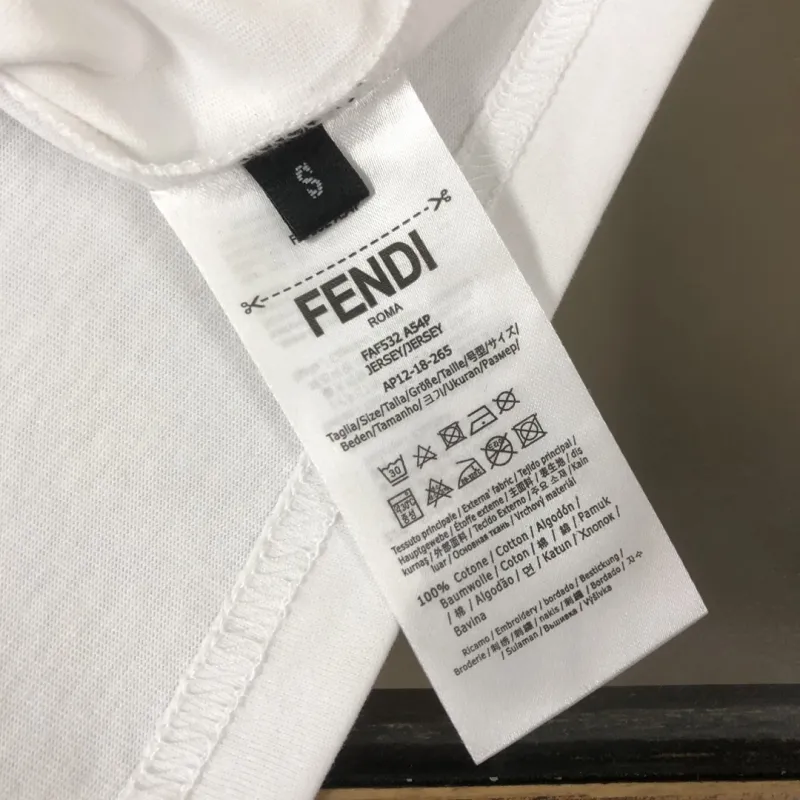 S
FENDI
ROMA
FAF532 A54P
JERSEY/JERSEY
AP12-18-265
Taglia/Size/Talla/Größe/Taille/号型/サイズ/
Beden/Tamanho/크기/Ukuran/Размер/
30
Tessuto principale / External fabric / Tejido principal /
Hauptgewebe / Étoffe externe / 主面料 / 表生地 / dis
kumaş / 外部面料 / Tecido Externo / 주요 소재 / Kain
luar / Основная ткань / Vrchový materiál
100% Cotone / Cotton / Algodón /
Baumwolle / Coton / 棉 / 綿 / Pamuk
/ 棉 / Algodão / 면 / Katun / Хлопок /
Bavlna
Ricamo / Embroidery / bordado / Bestickung /
Broderie / 刺绣 / 刺繍 / nakis / 刺繡 / Bordado / 자수
/ Sulaman / Вышивка / Výšivka